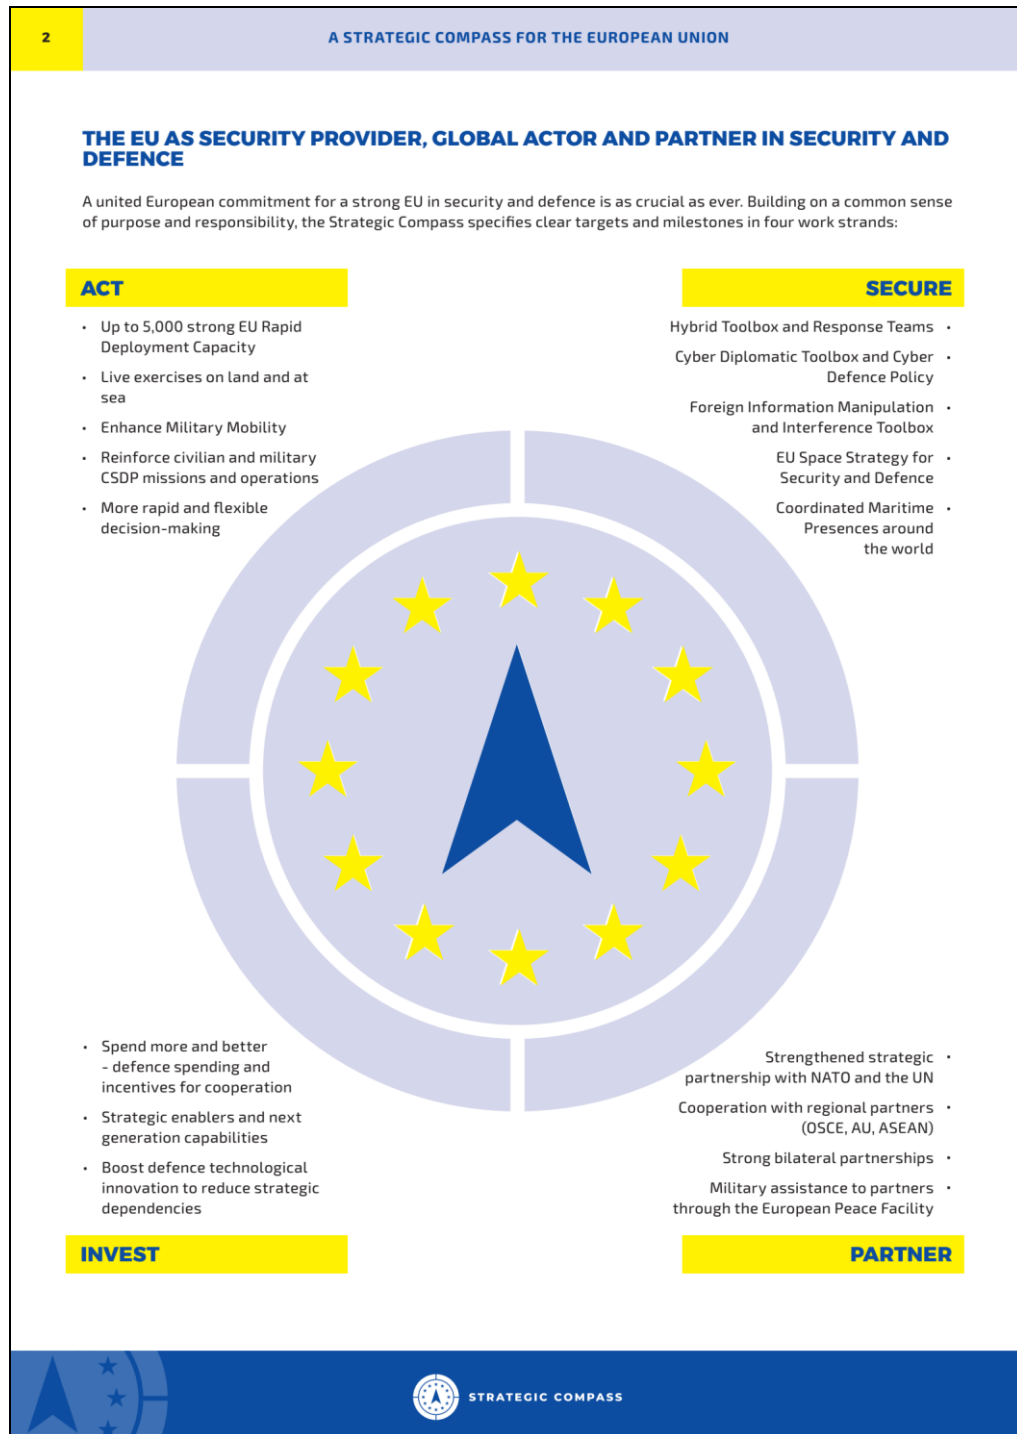 2
A STRATEGIC COMPASS FOR THE EUROPEAN UNION
THE EU AS SECURITY PROVIDER, GLOBAL ACTOR AND PARTNER IN SECURITY AND
DEFENCE
A united European commitment for a strong EU in security and defence is as crucial as ever. Building on a common sense
of purpose and responsibility, the Strategic Compass specifies clear targets and milestones in four work strands:
ACT
• Up to 5,000 strong EU Rapid
Deployment Capacity
• Live exercises on land and at
sea
• Enhance Military Mobility
• Reinforce civilian and military
CSDP missions and operations
• More rapid and flexible
decision-making
SECURE
Hybrid Toolbox and Response Teams •
Cyber Diplomatic Toolbox and Cyber •
Defence Policy
Foreign Information Manipulation •
and Interference Toolbox
EU Space Strategy for •
Security and Defence
Coordinated Maritime •
Presences around
the world
• Spend more and better
- defence spending and
incentives for cooperation
• Strategic enablers and next
generation capabilities
• Boost defence technological
innovation to reduce strategic
dependencies
INVEST
Strengthened strategic •
partnership with NATO and the UN
Cooperation with regional partners •
(OSCE, AU, ASEAN)
Strong bilateral partnerships •
Military assistance to partners •
through the European Peace Facility
PARTNER
STRATEGIC COMPASS